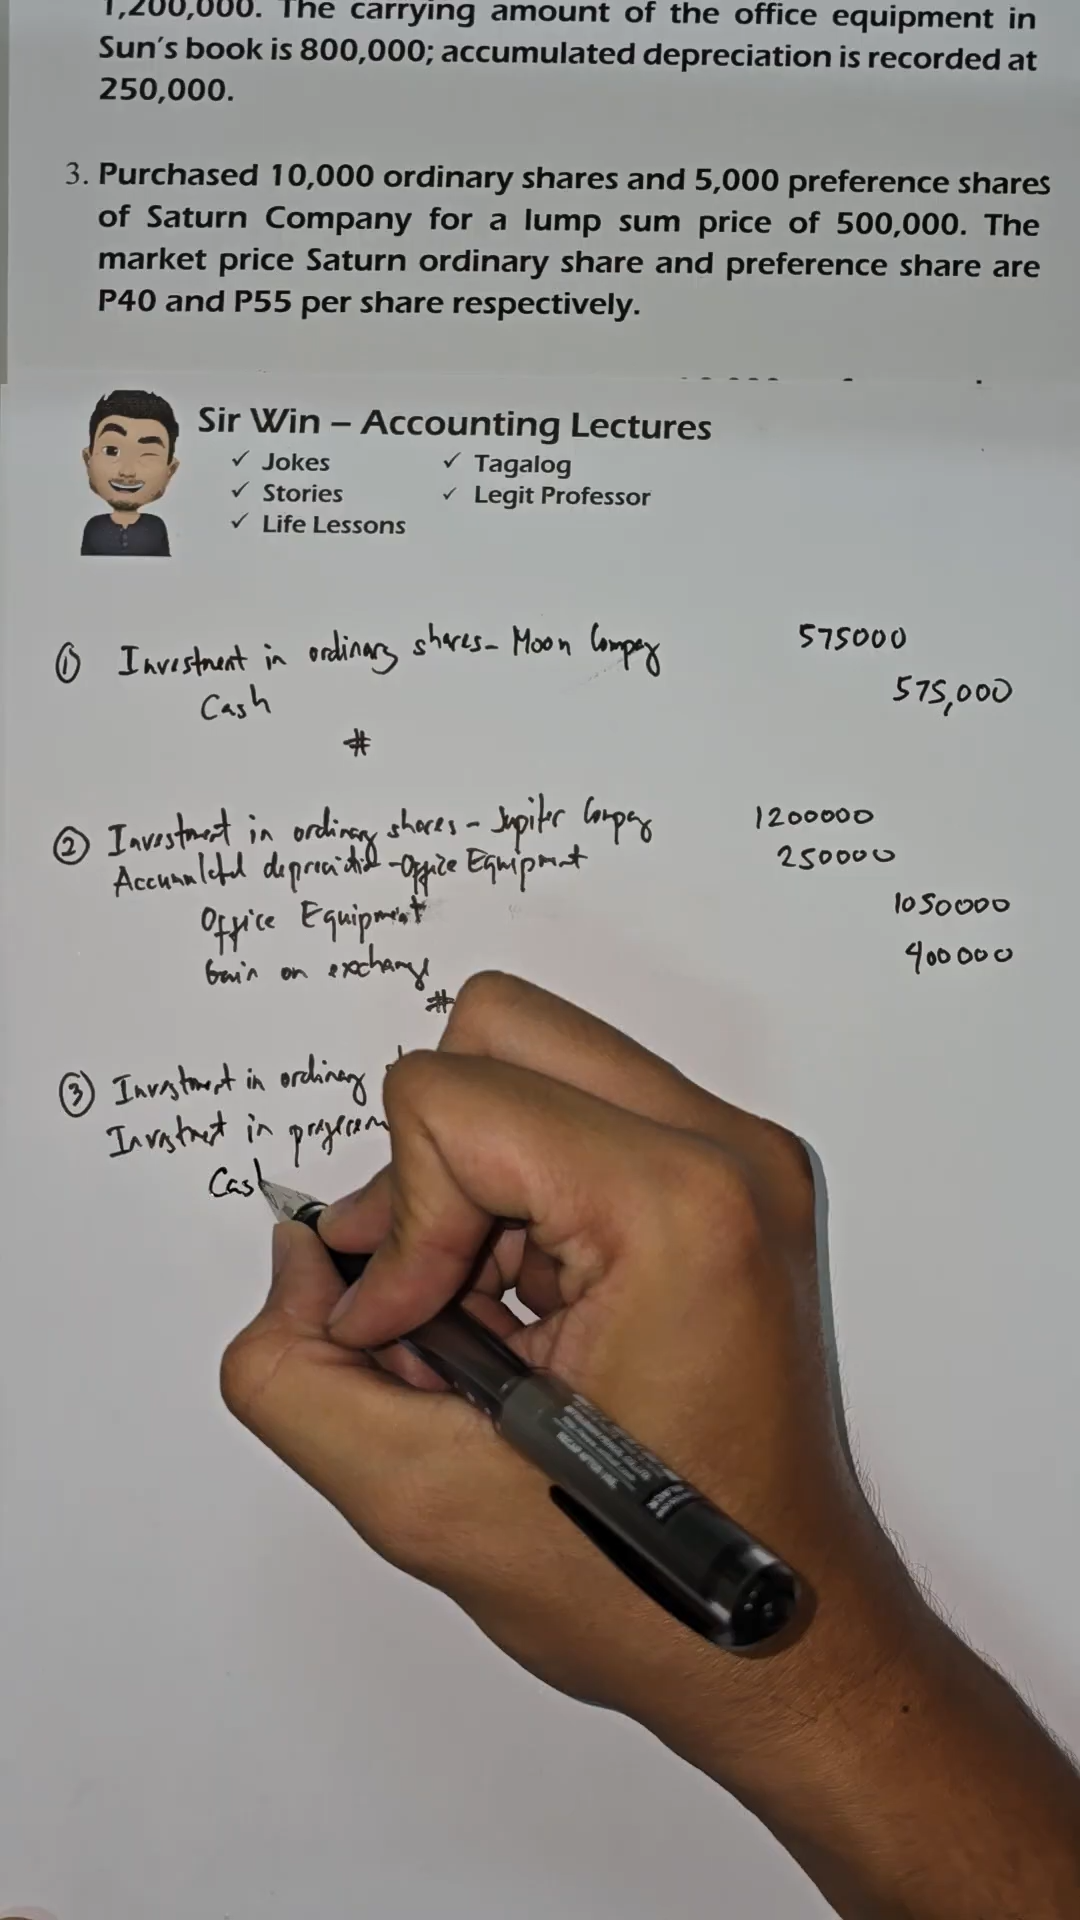 1,200,000. The carrying amount of the office equipment in
Sun's book is 800,000; accumulated depreciation is recorded at
250,000.
3. Purchased 10,000 ordinary shares and 5,000 preference shares
of Saturn Company for a lump sum price of 500,000. The
market price Saturn ordinary share and preference share are
P40 and P55 per share respectively.
Sir Win – Accounting Lectures
✓ Jokes ✓ Tagalog
✓ Stories ✓ Legit Professor
✓ Life Lessons
① Investment in ordinary shares - Moon Company 575000
Cash 575,000
#
② Investment in ordinary shares - Jupiter Company 1200000
Accumulated depreciation - Office Equipment 250000
Office Equipment 1050000
Gain on exchange 400000
#
③ Investment in ordinary
Investment in
Cash